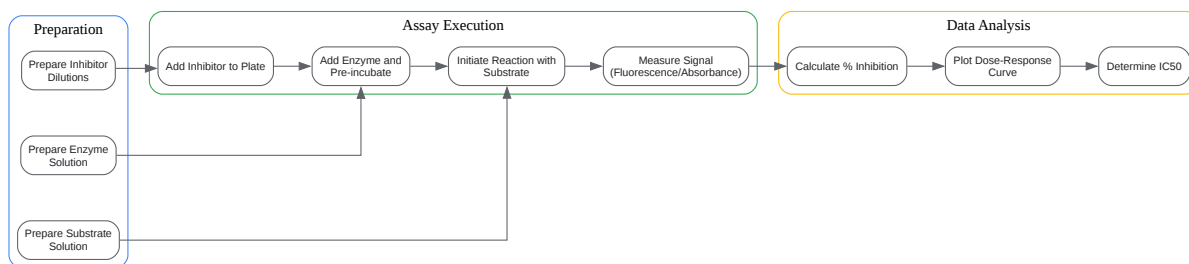 Preparation
Prepare Inhibitor
Dilutions
Prepare Enzyme
Solution
Prepare Substrate
Solution
Assay Execution
Add Inhibitor to Plate
Add Enzyme and
Pre-incubate
Initiate Reaction with
Substrate
Measure Signal
(Fluorescence/Absorbance)
Data Analysis
Calculate % Inhibition
Plot Dose-Response
Curve
Determine IC50